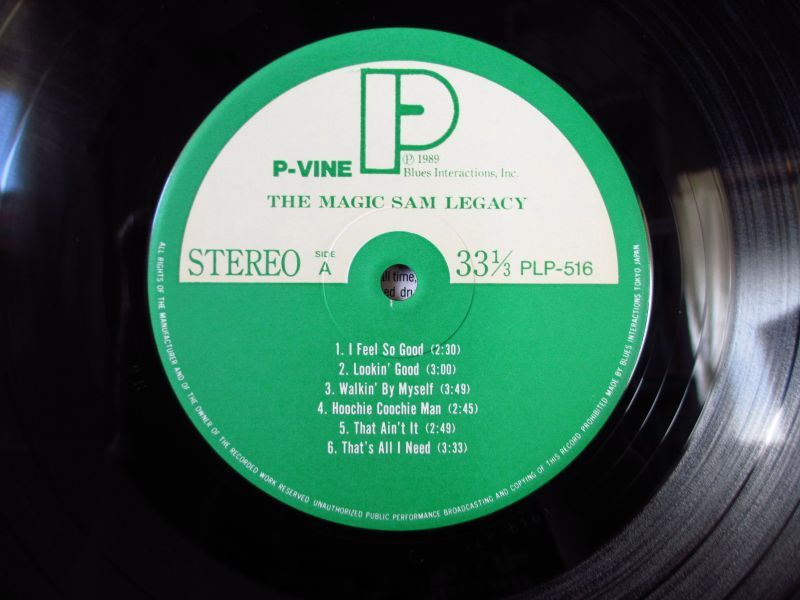 P-VINE
℗ 1989
Blues Interactions, Inc.
THE MAGIC SAM LEGACY
STEREO
SIDE
A
33⅓ PLP-516
all time,
ed dru
1. I Feel So Good (2:30)
2. Lookin' Good (3:00)
3. Walkin' By Myself (3:49)
4. Hoochie Coochie Man (2:45)
5. That Ain't It (2:49)
6. That's All I Need (3:33)
ALL RIGHTS OF THE MANUFACTURER AND OF THE OWNER OF THE RECORDED WORK RESERVED UNAUTHORIZED PUBLIC PERFORMANCE BROADCASTING AND COPYING OF THIS RECORD PROHIBITED MADE BY BLUES INTERACTIONS TOKYO JAPAN